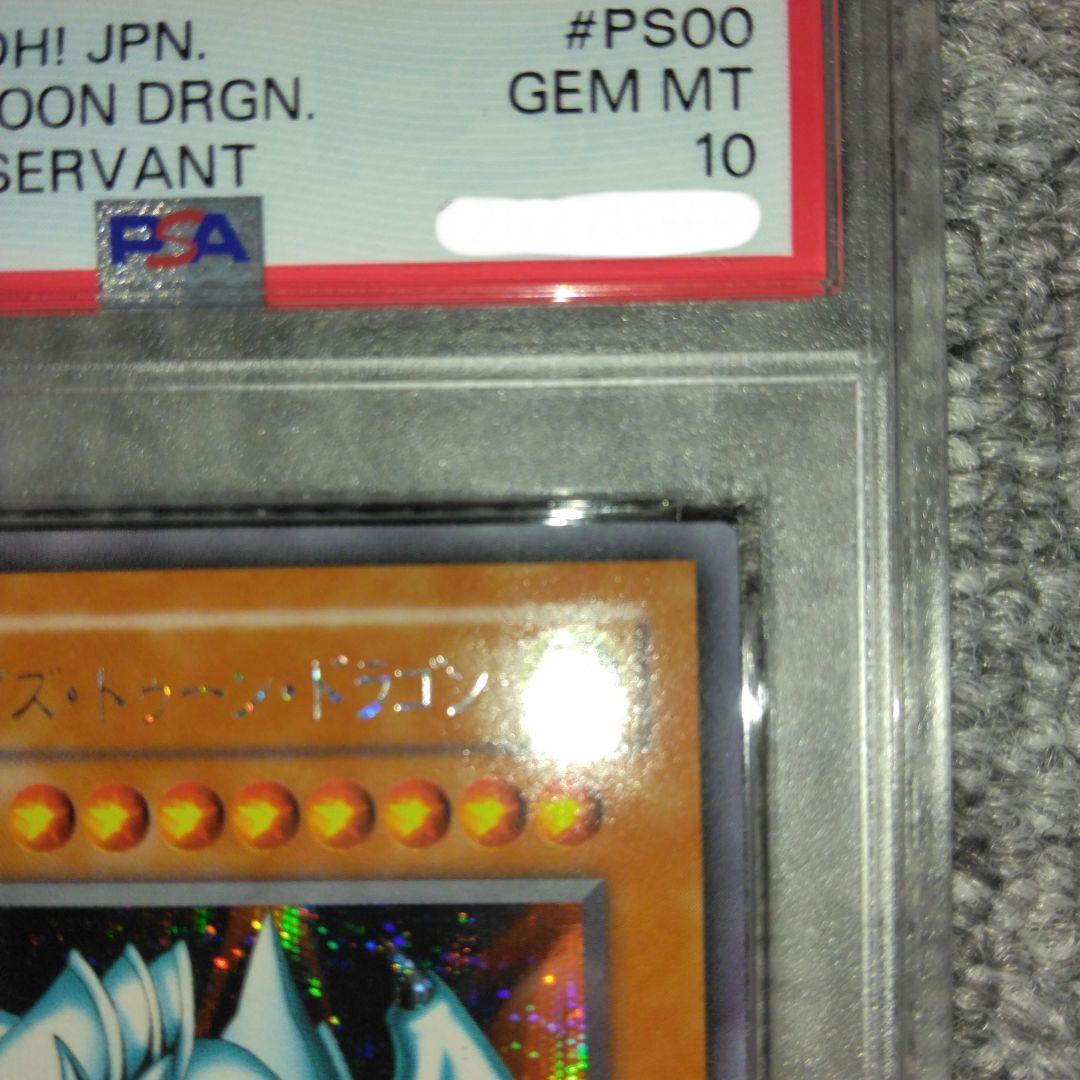 OH! JPN.
#PS00
OON DRGN.
GEM MT
SERVANT
10
PSA
ズ・トゥーン・ドラゴン